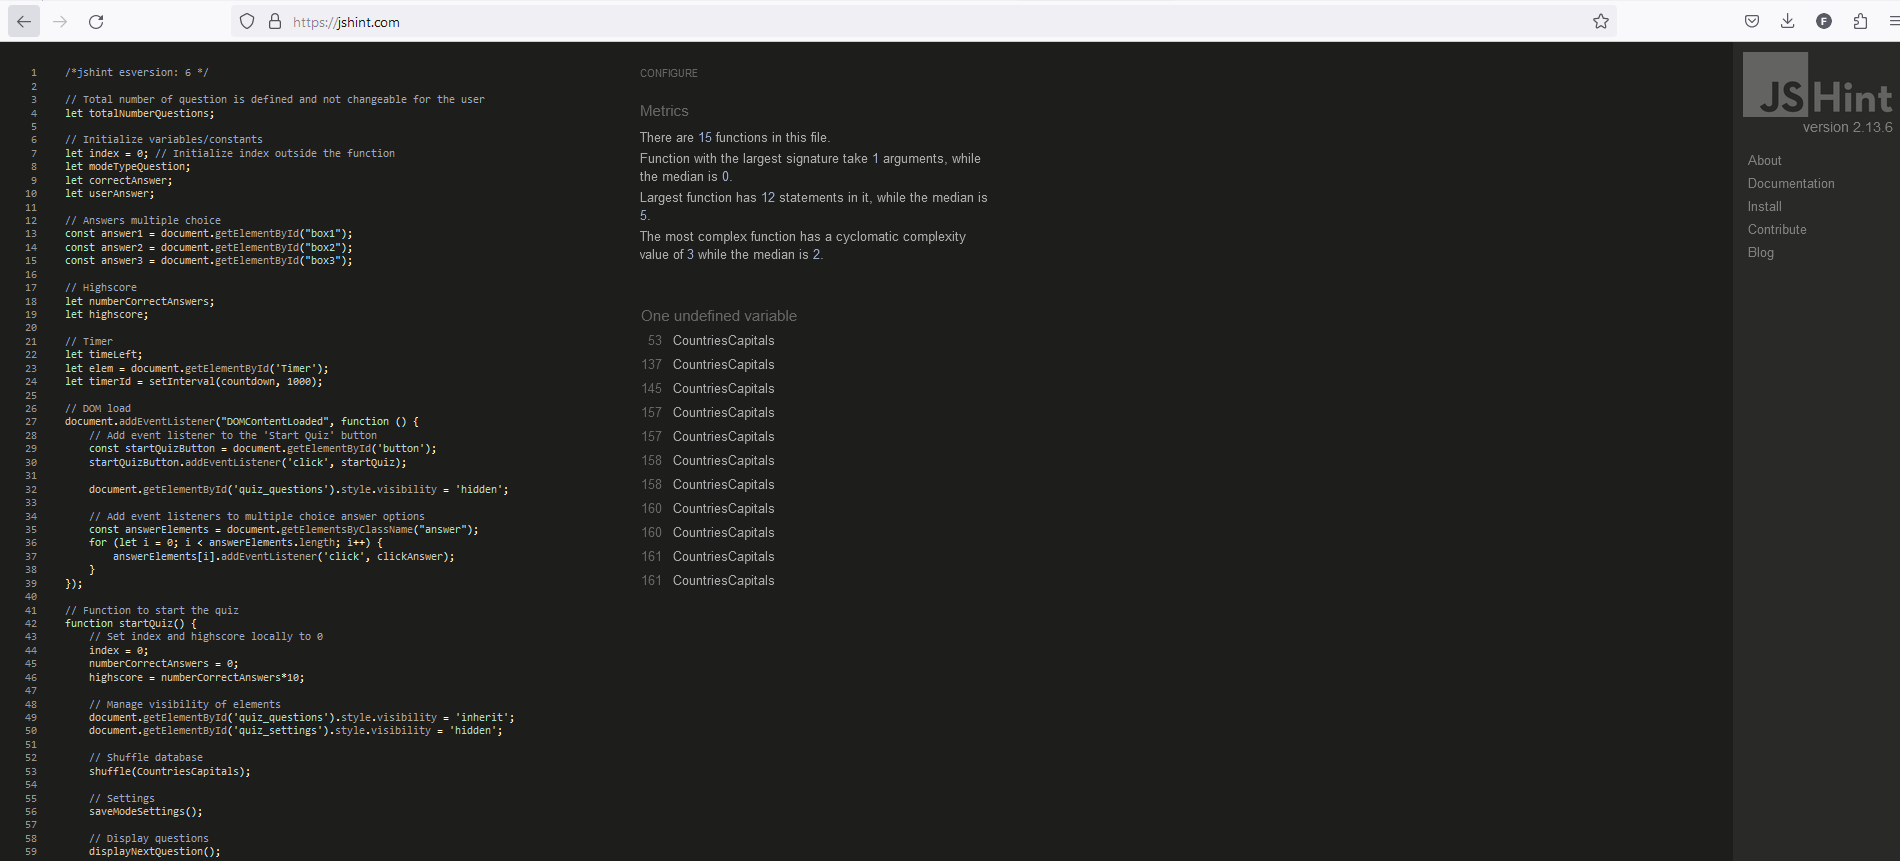 https://jshint.com
1 /*jshint esversion: 6 */
2
3 // Total number of question is defined and not changeable for the user
4 let totalNumberQuestions;
5
6 // Initialize variables/constants
7 let index = 0; // Initialize index outside the function
8 let modeTypeQuestion;
9 let correctAnswer;
10 let userAnswer;
11
12 // Answers multiple choice
13 const answer1 = document.getElementById("box1");
14 const answer2 = document.getElementById("box2");
15 const answer3 = document.getElementById("box3");
16
17 // Highscore
18 let numberCorrectAnswers;
19 let highscore;
20
21 // Timer
22 let timeLeft;
23 let elem = document.getElementById('Timer');
24 let timerId = setInterval(countdown, 1000);
25
26 // DOM load
27 document.addEventListener("DOMContentLoaded", function () {
28 // Add event listener to the 'Start Quiz' button
29 const startQuizButton = document.getElementById('button');
30 startQuizButton.addEventListener('click', startQuiz);
31
32 document.getElementById('quiz_questions').style.visibility = 'hidden';
33
34 // Add event listeners to multiple choice answer options
35 const answerElements = document.getElementsByClassName("answer");
36 for (let i = 0; i < answerElements.length; i++) {
37 answerElements[i].addEventListener('click', clickAnswer);
38 }
39 });
40
41 // Function to start the quiz
42 function startQuiz() {
43 // Set index and highscore locally to 0
44 index = 0;
45 numberCorrectAnswers = 0;
46 highscore = numberCorrectAnswers*10;
47
48 // Manage visibility of elements
49 document.getElementById('quiz_questions').style.visibility = 'inherit';
50 document.getElementById('quiz_settings').style.visibility = 'hidden';
51
52 // Shuffle database
53 shuffle(CountriesCapitals);
54
55 // Settings
56 saveModeSettings();
57
58 // Display questions
59 displayNextQuestion();
CONFIGURE
Metrics
There are 15 functions in this file.
Function with the largest signature take 1 arguments, while
the median is 0.
Largest function has 12 statements in it, while the median is
5.
The most complex function has a cyclomatic complexity
value of 3 while the median is 2.
One undefined variable
53 CountriesCapitals
137 CountriesCapitals
145 CountriesCapitals
157 CountriesCapitals
157 CountriesCapitals
158 CountriesCapitals
158 CountriesCapitals
160 CountriesCapitals
160 CountriesCapitals
161 CountriesCapitals
161 CountriesCapitals
JSHint
version 2.13.6
About
Documentation
Install
Contribute
Blog
F